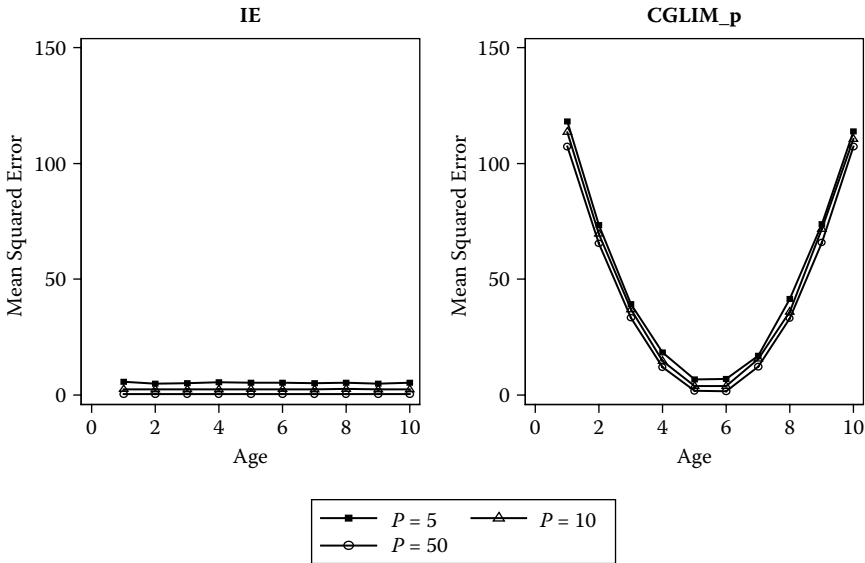 IE
150
100
50
0
Mean Squared Error
0 2 4 6 8 10
Age
CGLIM_p
150
100
50
0
Mean Squared Error
0 2 4 6 8 10
Age
P = 5 P = 10
P = 50